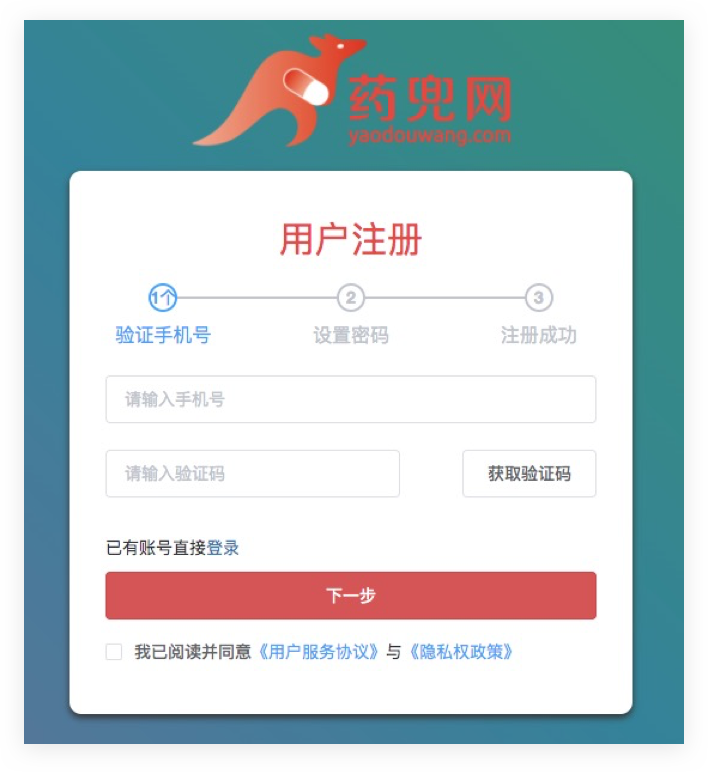 药兜网
yaodouwang.com
用户注册
1个 2 3
验证手机号 设置密码 注册成功
请输入手机号
请输入验证码 获取验证码
已有账号直接登录
下一步
我已阅读并同意《用户服务协议》与《隐私权政策》